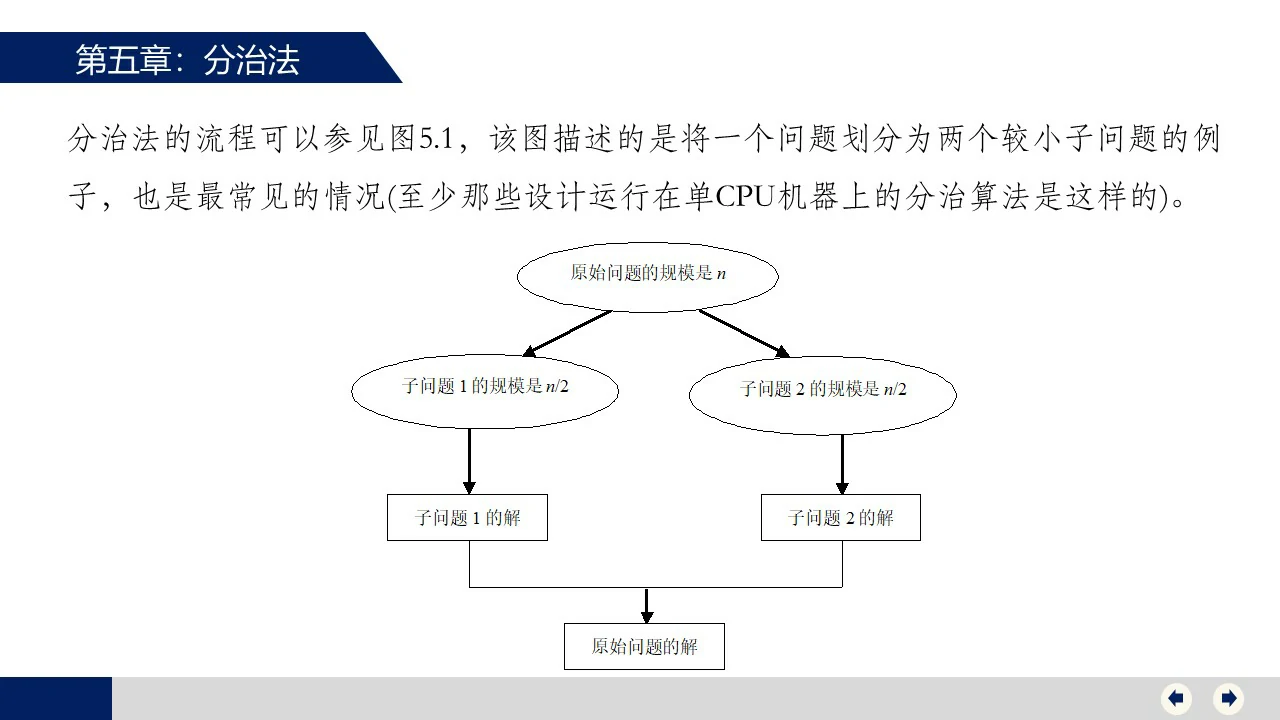 第五章：分治法
分治法的流程可以参见图5.1，该图描述的是将一个问题划分为两个较小子问题的例
子，也是最常见的情况(至少那些设计运行在单CPU机器上的分治算法是这样的)。
原始问题的规模是 n
子问题 1 的规模是 n/2
子问题 2 的规模是 n/2
子问题 1 的解
子问题 2 的解
原始问题的解